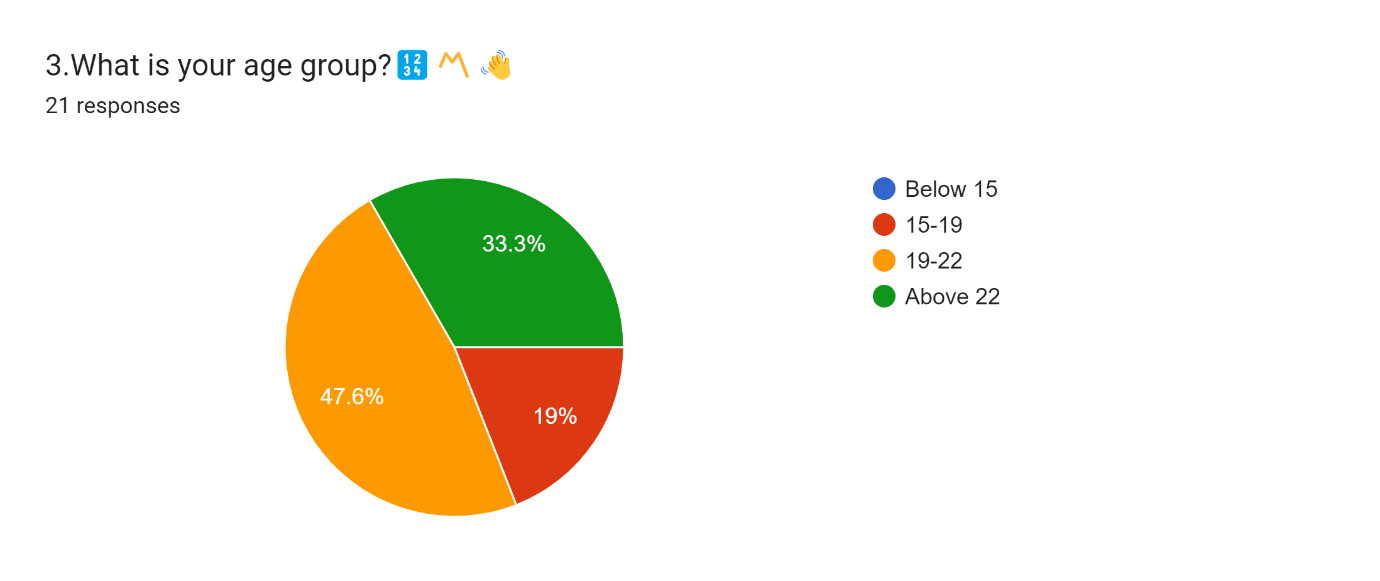 3.What is your age group?🔢 〽️ 👋
21 responses
33.3%
47.6%
19%
Below 15
15-19
19-22
Above 22